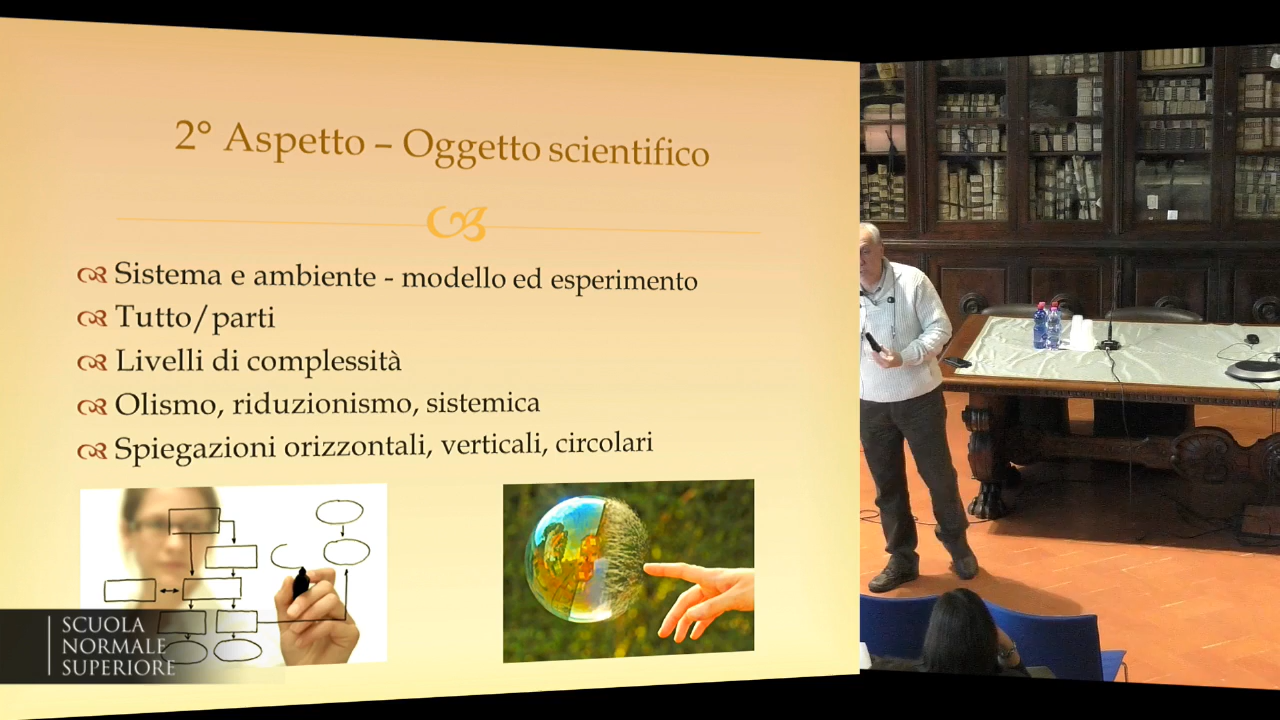 2° Aspetto – Oggetto scientifico
Sistema e ambiente - modello ed esperimento
Tutto/parti
Livelli di complessità
Olismo, riduzionismo, sistemica
Spiegazioni orizzontali, verticali, circolari
SCUOLA
NORMALE
SUPERIORE